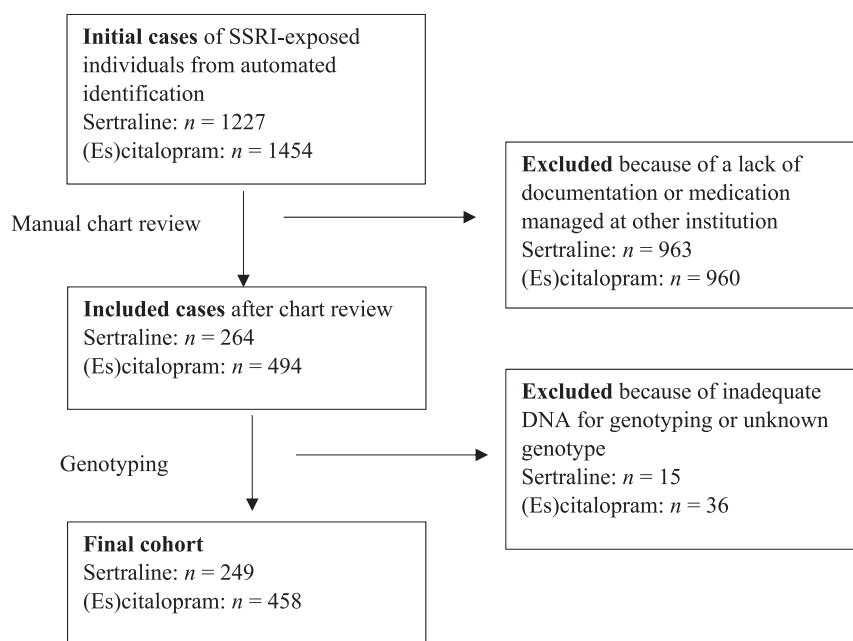 Initial cases of SSRI-exposed
individuals from automated
identification
Sertraline: n = 1227
(Es)citalopram: n = 1454
Manual chart review
Excluded because of a lack of
documentation or medication
managed at other institution
Sertraline: n = 963
(Es)citalopram: n = 960
Included cases after chart review
Sertraline: n = 264
(Es)citalopram: n = 494
Genotyping
Excluded because of inadequate
DNA for genotyping or unknown
genotype
Sertraline: n = 15
(Es)citalopram: n = 36
Final cohort
Sertraline: n = 249
(Es)citalopram: n = 458